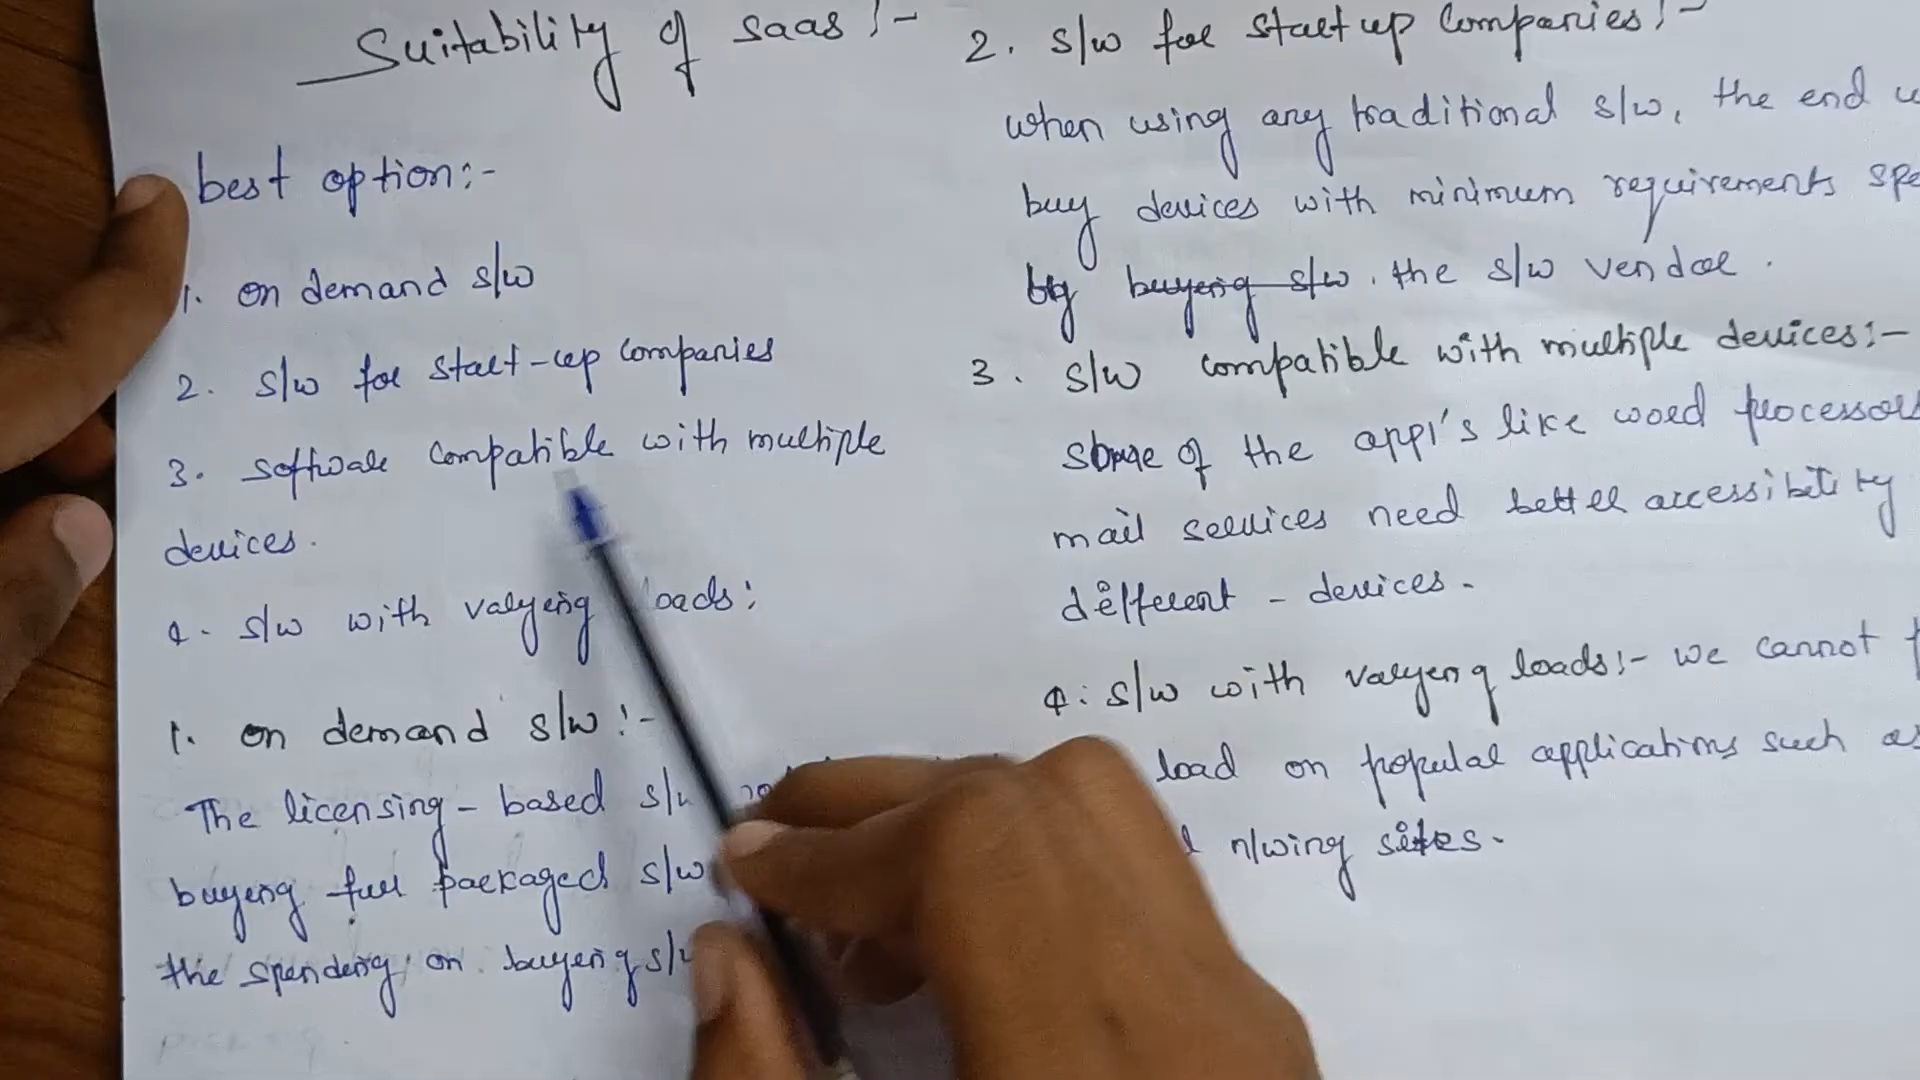 Suitability of saas :-
best option:-
1. on demand s/w
2. s/w for start-up companies
3. software compatible with multiple
devices.
4. s/w with varying loads:
1. on demand s/w :-
The licensing - based s/w
buying full packaged s/w
the spending on buying s/w
2. s/w for start up companies :-
when using any traditional s/w, the end
buy devices with minimum requirements
by buying s/w. the s/w vendor.
3. s/w compatible with multiple devices :-
some of the appl's like word processors
mail services need better accessibility
different - devices.
4. s/w with varying loads :- we cannot
load on popular applications such as
n/wing sites.